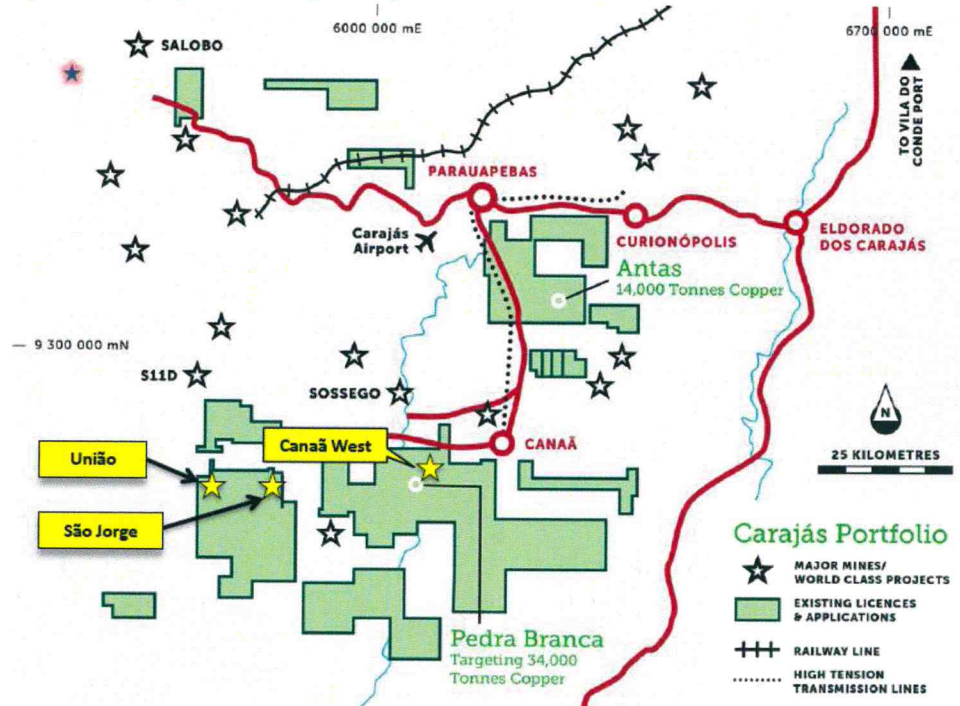 6000 000 mE
6700 000 mE
SALOBO
TO VILA DO
CONDE PORT
PARAUAPEBAS
Carajás
Airport
CURIONÓPOLIS
ELDORADO
DOS CARAJÁS
Antas
14,000 Tonnes Copper
9 300 000 mN
S11D
SOSSEGO
N
União
Canaã West
CANAÃ
25 KILOMETRES
São Jorge
Carajás Portfolio
MAJOR MINES/
WORLD CLASS PROJECTS
EXISTING LICENCES
& APPLICATIONS
Pedra Branca
Targeting 34,000
Tonnes Copper
RAILWAY LINE
HIGH TENSION
TRANSMISSION LINES